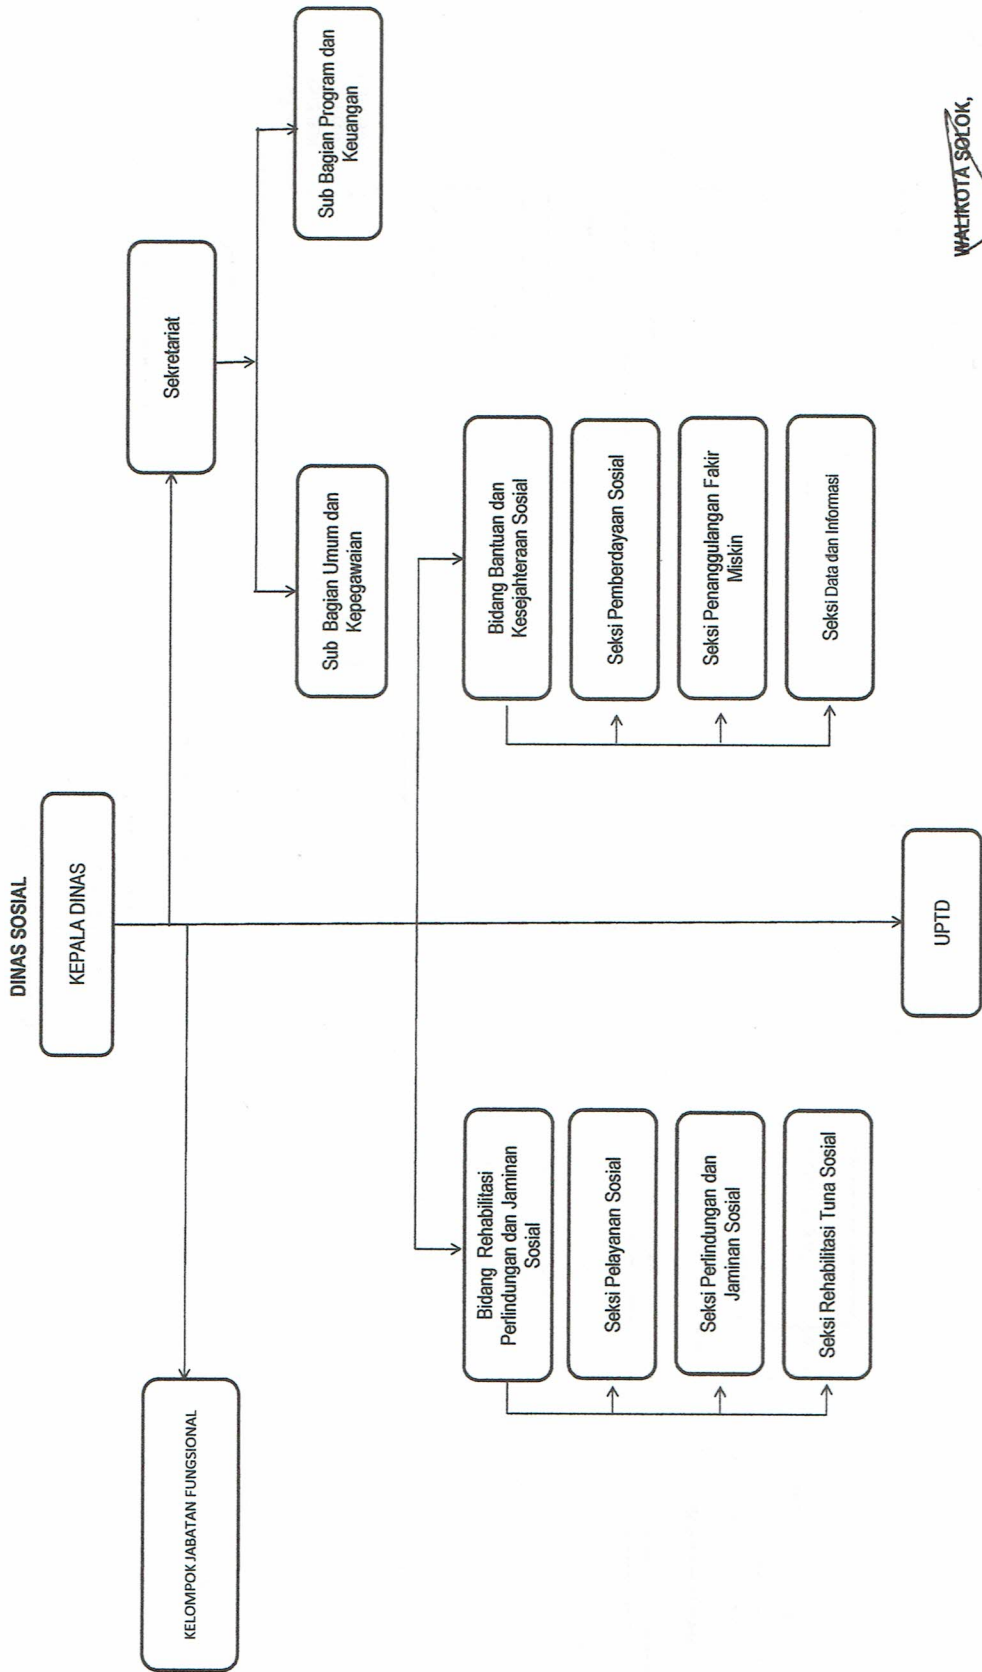 DINAS SOSIAL
KEPALA DINAS
KELOMPOK JABATAN FUNGSIONAL
Sekretariat
Sub Bagian Umum dan
Kepegawaian
Sub Bagian Program dan
Keuangan
Bidang Rehabilitasi
Perlindungan dan Jaminan
Sosial
Seksi Pelayanan Sosial
Seksi Perlindungan dan
Jaminan Sosial
Seksi Rehabilitasi Tuna Sosial
Bidang Bantuan dan
Kesejahteraan Sosial
Seksi Pemberdayaan Sosial
Seksi Penanggulangan Fakir
Miskin
Seksi Data dan Informasi
UPTD
WALIKOTA SOLOK,